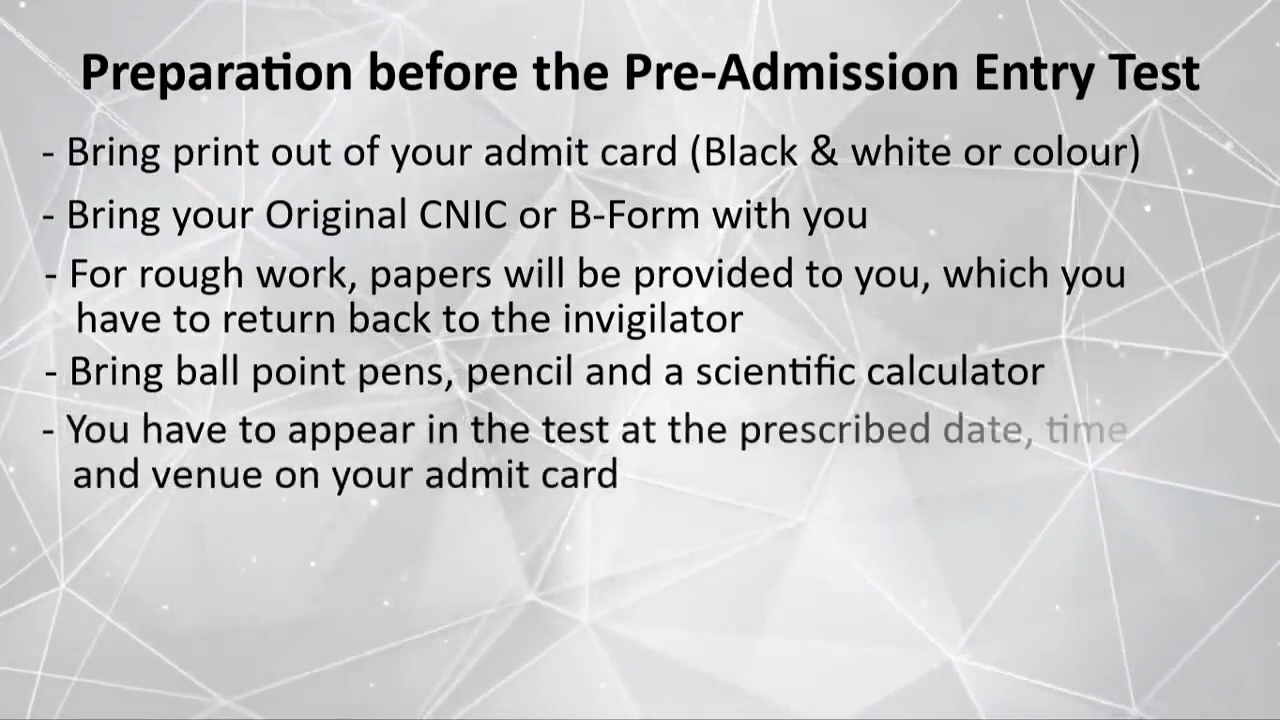 Preparation before the Pre-Admission Entry Test
- Bring print out of your admit card (Black & white or colour)
- Bring your Original CNIC or B-Form with you
- For rough work, papers will be provided to you, which you
have to return back to the invigilator
- Bring ball point pens, pencil and a scientific calculator
- You have to appear in the test at the prescribed date, time
and venue on your admit card